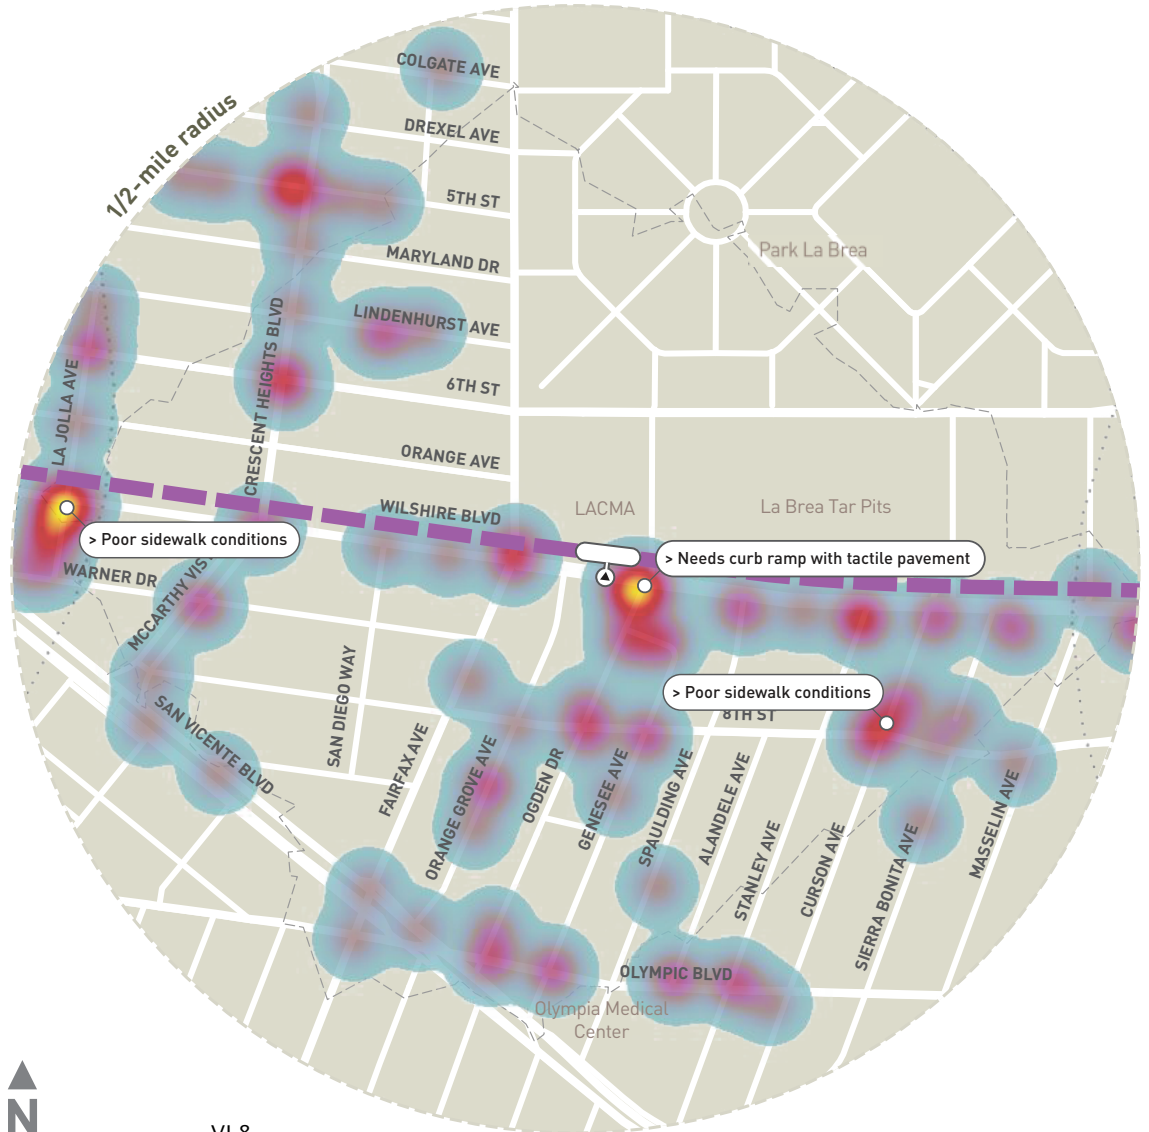 COLGATE AVE
1/2- mile radius
DREXEL AVE
5TH ST
Park La Brea
MARYLAND DR
LINDENHURST AVE
CRESCENT HEIGHTS BLVD
6TH ST
LA JOLLA AVE
ORANGE AVE
WILSHIRE BLVD
LACMA
La Brea Tar Pits
> Poor sidewalk conditions
> Needs curb ramp with tactile pavement
WARNER DR
MCCARTHY VIS
SAN DIEGO WAY
> Poor sidewalk conditions
8TH ST
SAN VICENTE BLVD
FAIRFAX AVE
ORANGE GROVE AVE
OGDEN DR
GENESEE AVE
SPAULDING AVE
ALANDELE AVE
STANLEY AVE
CURSON AVE
SIERRA BONITA AVE
MASSELIN AVE
OLYMPIC BLVD
Olympia Medical
Center
N